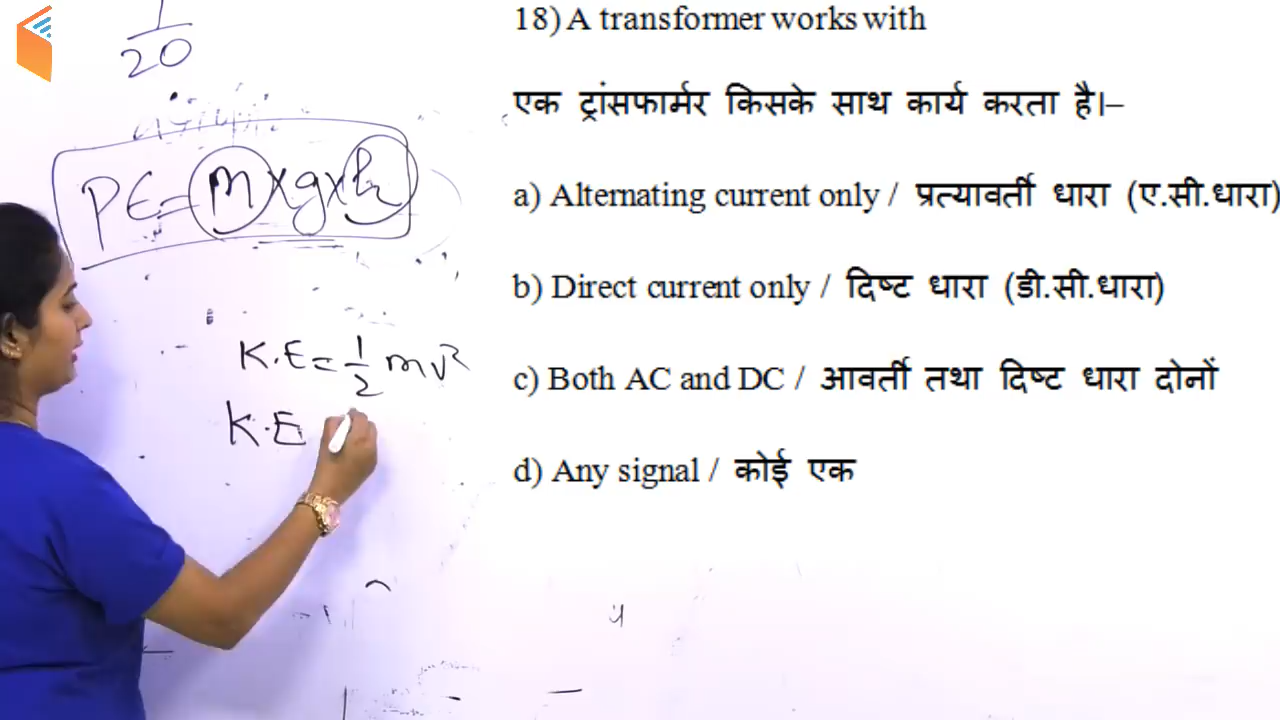 1
20
PE = m × g × h
K.E = 1/2 mv²
K.E
18) A transformer works with
एक ट्रांसफार्मर किसके साथ कार्य करता है।–
a) Alternating current only / प्रत्यावर्ती धारा (ए.सी.धारा)
b) Direct current only / दिष्ट धारा (डी.सी.धारा)
c) Both AC and DC / आवर्ती तथा दिष्ट धारा दोनों
d) Any signal / कोई एक